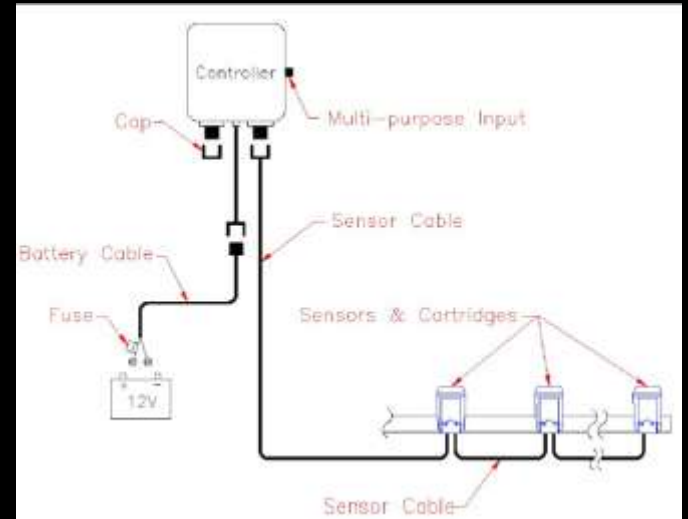 Controller
Cap
Multi-purpose Input
Sensor Cable
Battery Cable
Fuse
Sensors & Cartridges
12V
Sensor Cable